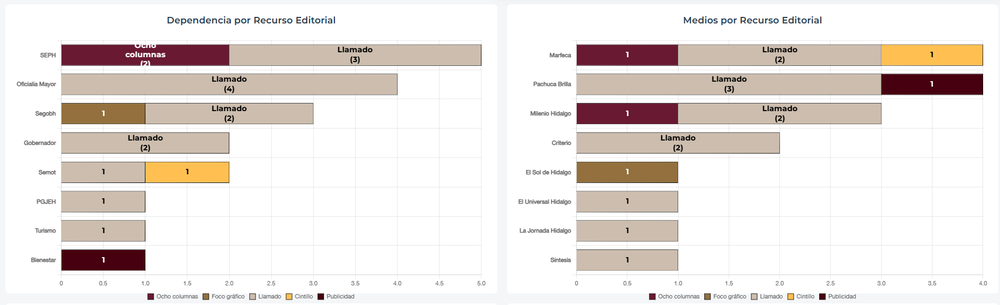 Dependencia por Recurso Editorial
SEPH
Ocho
columnas
(2)
Llamado
(3)
Oficialía Mayor
Llamado
(4)
Segobh
1
Llamado
(2)
Gobernador
Llamado
(2)
Semot
1
1
PGJEH
1
Turismo
1
Bienestar
1
0 0.5 1.0 1.5 2.0 2.5 3.0 3.5 4.0 4.5 5.0
Ocho columnas Foco gráfico Llamado Cintillo Publicidad
Medios por Recurso Editorial
Marfeca
1
Llamado
(2)
1
Pachuca Brilla
Llamado
(3)
1
Milenio Hidalgo
1
Llamado
(2)
Criterio
Llamado
(2)
El Sol de Hidalgo
1
El Universal Hidalgo
1
La Jornada Hidalgo
1
Síntesis
1
0 0.5 1.0 1.5 2.0 2.5 3.0 3.5 4.0
Ocho columnas Foco gráfico Llamado Cintillo Publicidad